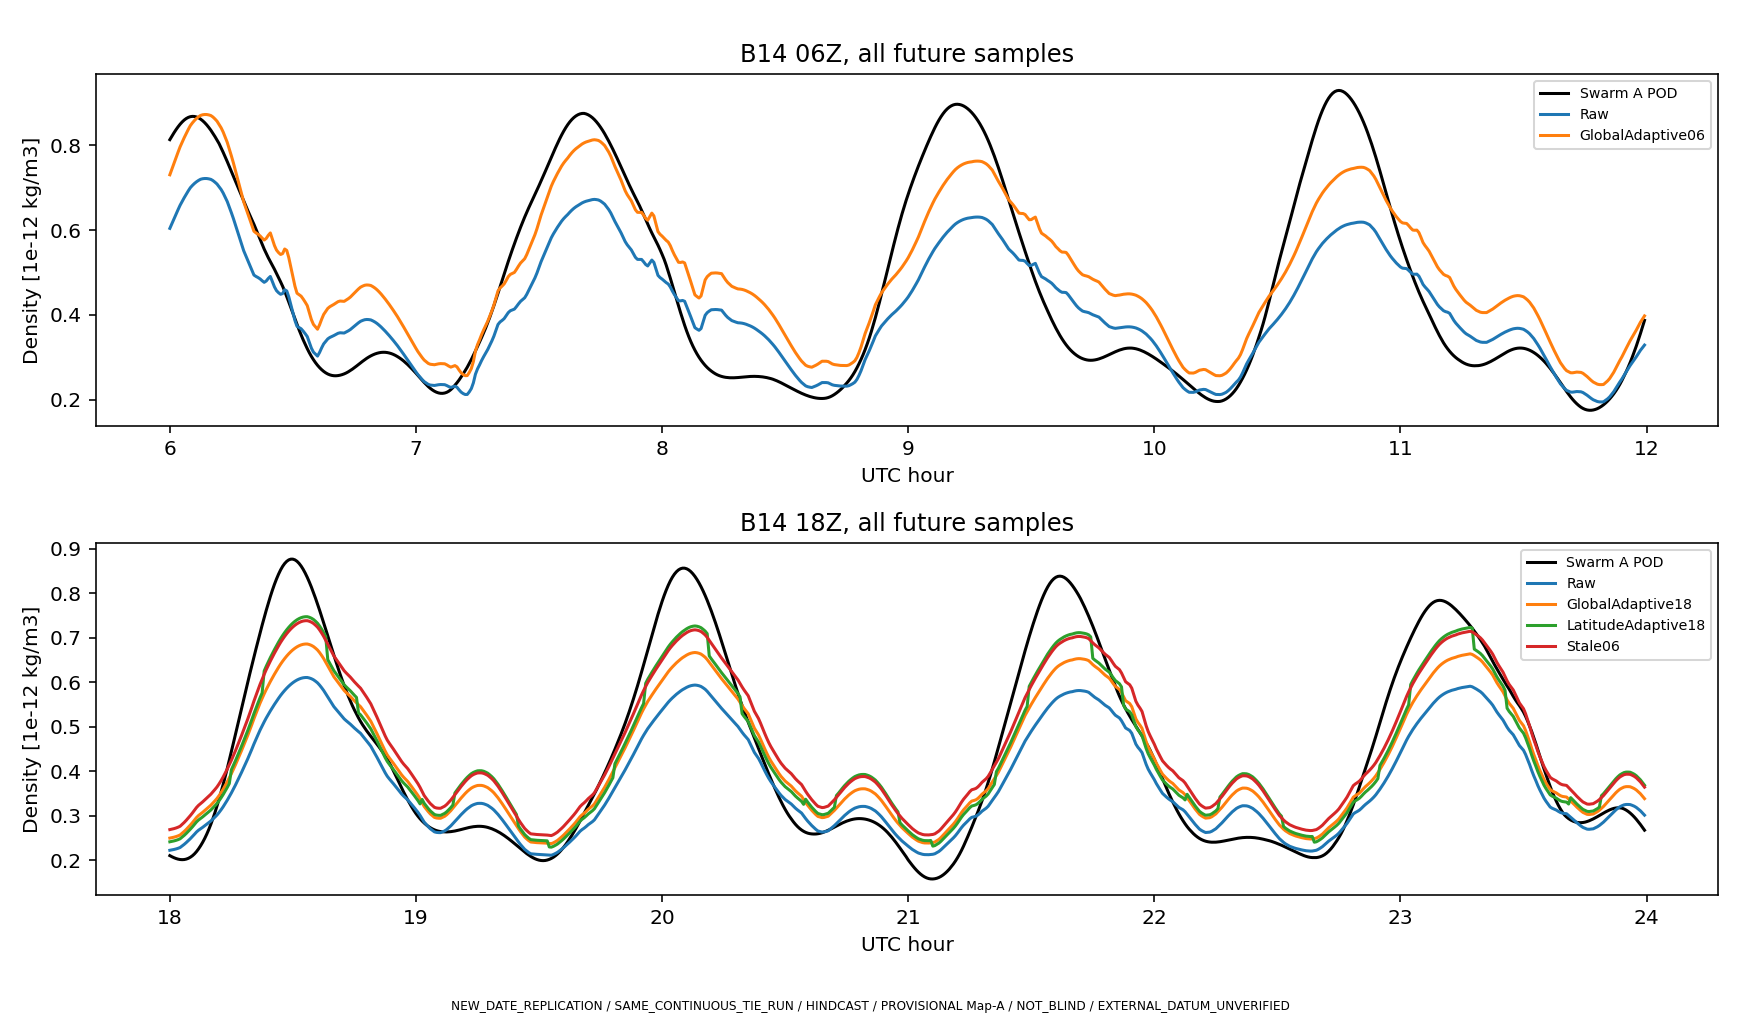 B14 06Z, all future samples
Density [1e-12 kg/m3]
0.8
0.6
0.4
0.2
Swarm A POD
Raw
GlobalAdaptive06
6 7 8 9 10 11 12
UTC hour
B14 18Z, all future samples
Density [1e-12 kg/m3]
0.9
0.8
0.7
0.6
0.5
0.4
0.3
0.2
Swarm A POD
Raw
GlobalAdaptive18
LatitudeAdaptive18
Stale06
18 19 20 21 22 23 24
UTC hour
NEW_DATE_REPLICATION / SAME_CONTINUOUS_TIE_RUN / HINDCAST / PROVISIONAL Map-A / NOT_BLIND / EXTERNAL_DATUM_UNVERIFIED